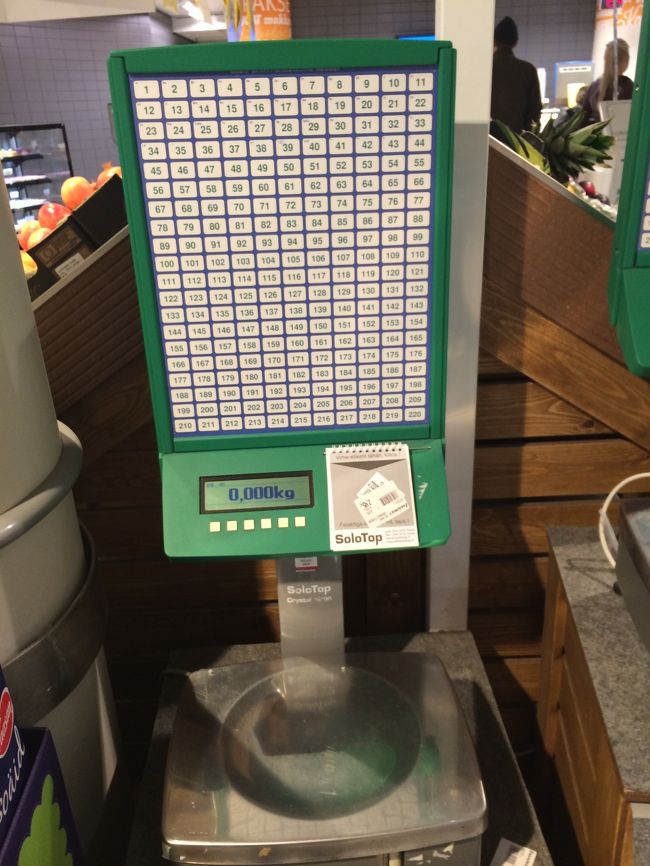 AKSE
1 2 3 4 5 6 7 8 9 10 11
12 13 14 15 16 17 18 19 20 21 22
23 24 25 26 27 28 29 30 31 32 33
34 35 36 37 38 39 40 41 42 43 44
45 46 47 48 49 50 51 52 53 54 55
56 57 58 59 60 61 62 63 64 65 66
67 68 69 70 71 72 73 74 75 76 77
78 79 80 81 82 83 84 85 86 87 88
89 90 91 92 93 94 95 96 97 98 99
100 101 102 103 104 105 106 107 108 109 110
111 112 113 114 115 116 117 118 119 120 121
122 123 124 125 126 127 128 129 130 131 132
133 134 135 136 137 138 139 140 141 142 143
144 145 146 147 148 149 150 151 152 153 154
155 156 157 158 159 160 161 162 163 164 165
166 167 168 169 170 171 172 173 174 175 176
177 178 179 180 181 182 183 184 185 186 187
188 189 190 191 192 193 194 195 196 197 198
199 200 201 202 203 204 205 206 207 208 209
210 211 212 213 214 215 216 217 218 219 220
Virhe etiketit tähän, kiitos !
0,000kg
SoloTop
SoloTop
Crystal